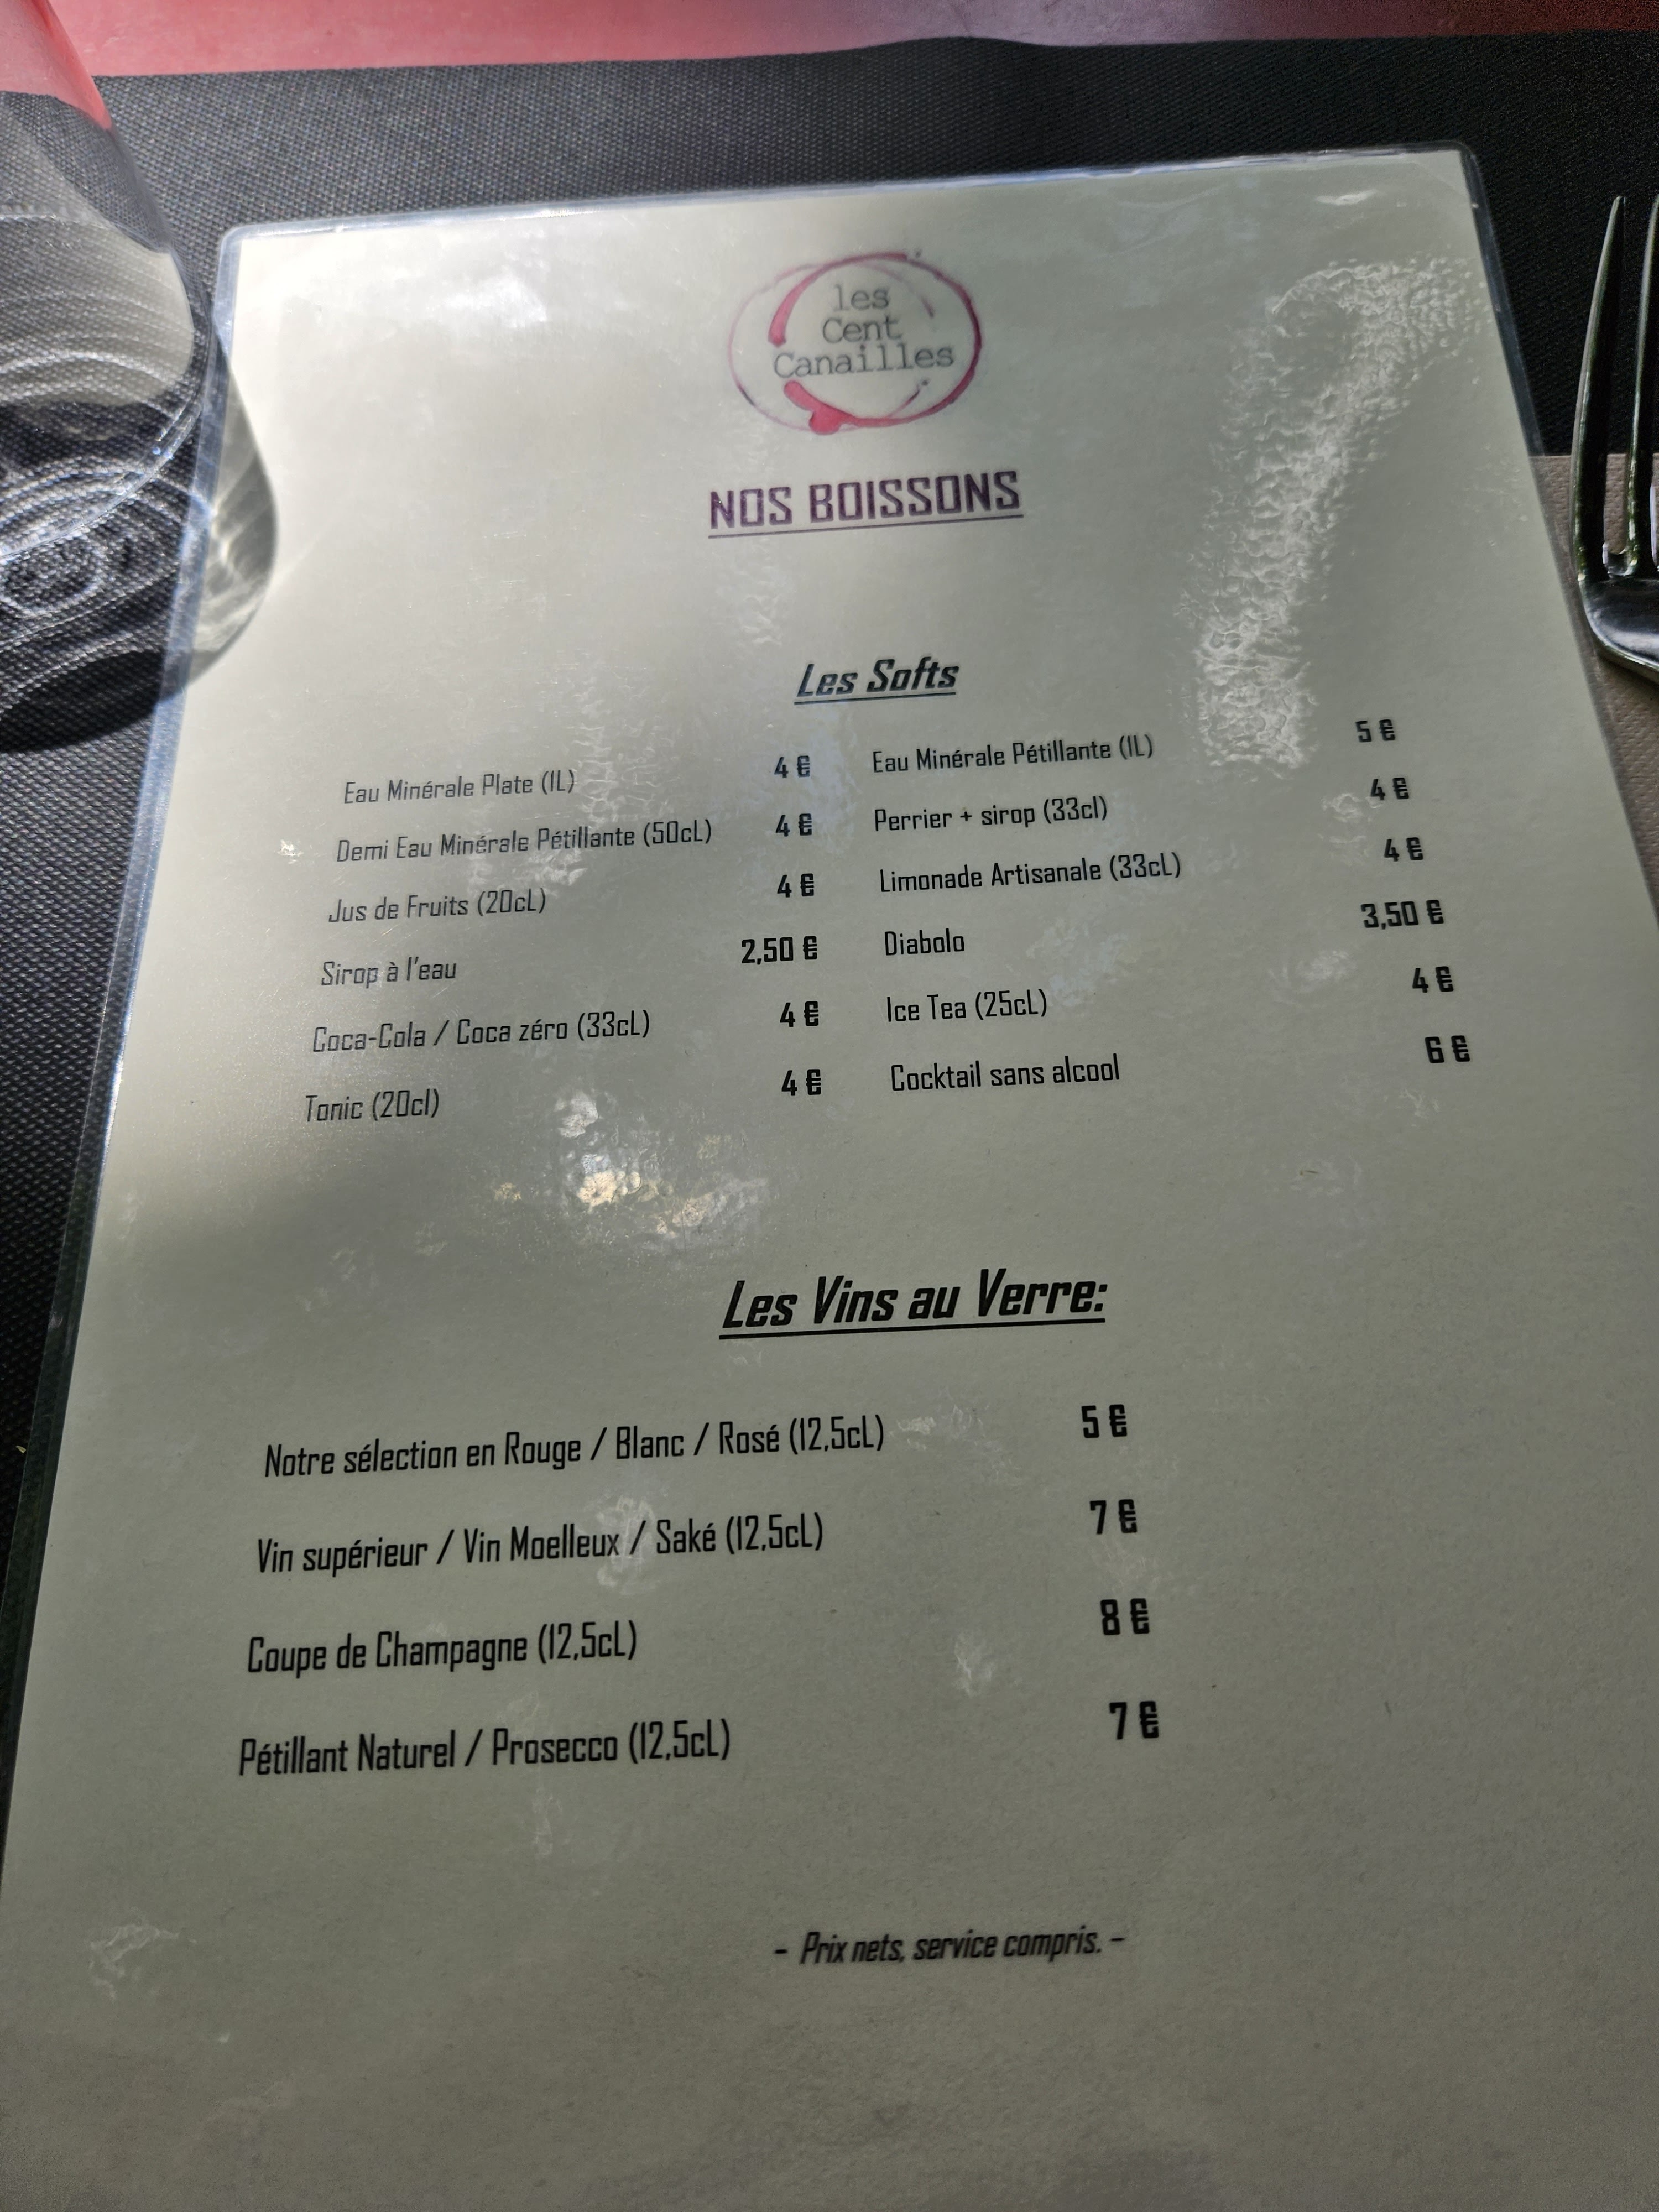 les
Cent
Canailles
NOS BOISSONS
Les Softs
Eau Minérale Plate (1L) 4 € Eau Minérale Pétillante (1L) 5 €
Demi Eau Minérale Pétillante (50cL) 4 € Perrier + sirop (33cl) 4 €
Jus de Fruits (20cL) 4 € Limonade Artisanale (33cL) 4 €
Sirop à l'eau 2,50 € Diabolo 3,50 €
Coca-Cola / Coca zéro (33cL) 4 € Ice Tea (25cL) 4 €
Tonic (20cl) 4 € Cocktail sans alcool 6 €
Les Vins au Verre:
Notre sélection en Rouge / Blanc / Rosé (12,5cL) 5 €
Vin supérieur / Vin Moelleux / Saké (12,5cL) 7 €
Coupe de Champagne (12,5cL) 8 €
Pétillant Naturel / Prosecco (12,5cL) 7 €
- Prix nets, service compris. -